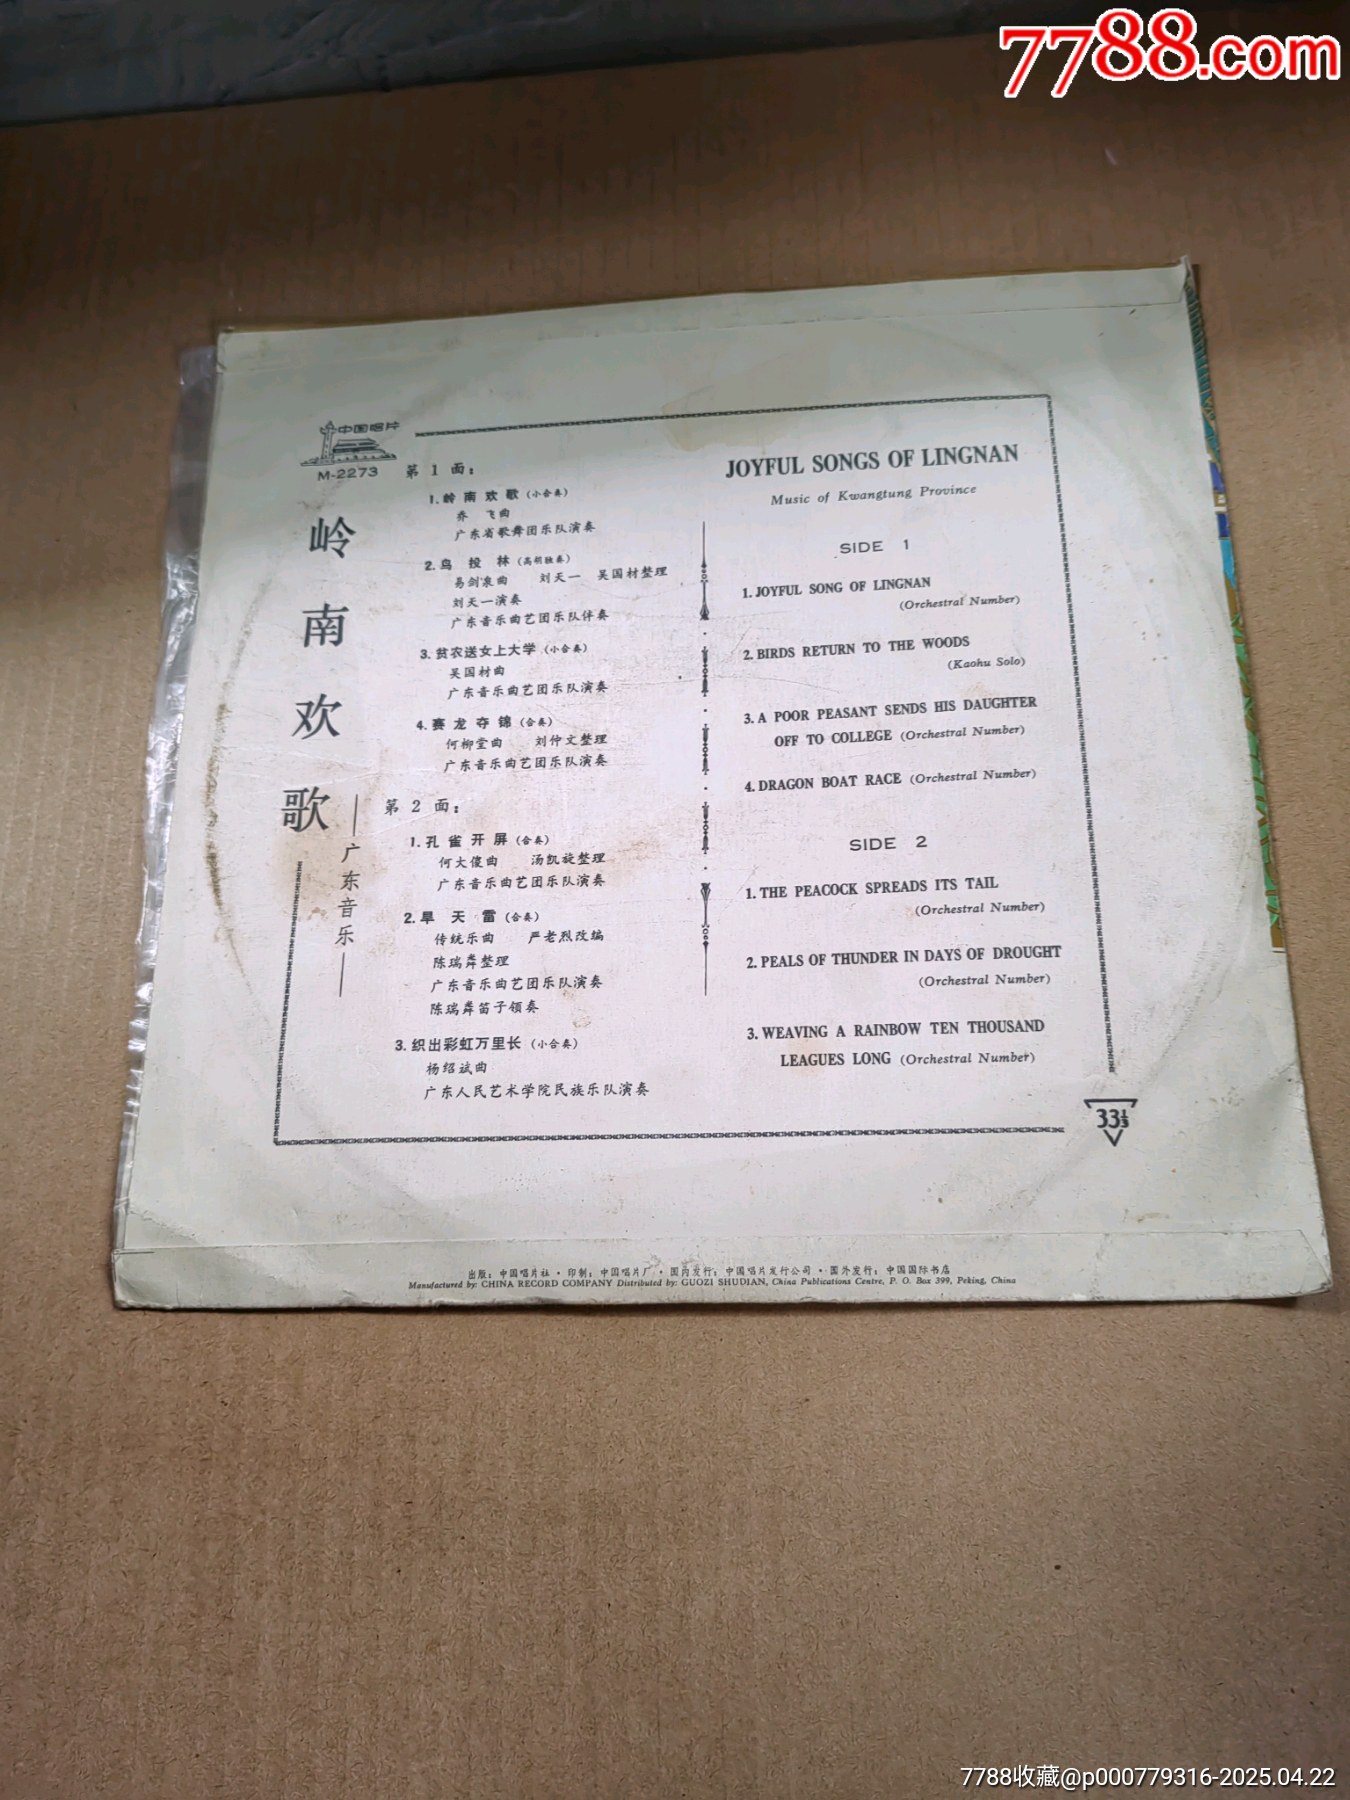 7788.com
中国唱片
M-2273
岭南欢歌
—广东音乐—
第 1 面：
1. 岭南欢歌（小合奏）
乔 飞曲
广东省歌舞团乐队演奏
2. 鸟投林（高胡独奏）
易剑泉曲 刘天一 吴国材整理
刘天一演奏
广东音乐曲艺团乐队伴奏
3. 贫农送女上大学（小合奏）
吴国材曲
广东音乐曲艺团乐队演奏
4. 赛龙夺锦（合奏）
何柳堂曲 刘仲文整理
广东音乐曲艺团乐队演奏
第 2 面：
1. 孔雀开屏（合奏）
何大傻曲 汤凯旋整理
广东音乐曲艺团乐队演奏
2. 旱天雷（合奏）
传统乐曲 严老烈改编
陈瑞粦整理
广东音乐曲艺团乐队演奏
陈瑞粦笛子领奏
3. 织出彩虹万里长（小合奏）
杨绍斌曲
广东人民艺术学院民族乐队演奏
JOYFUL SONGS OF LINGNAN
Music of Kwangtung Province
SIDE 1
1. JOYFUL SONG OF LINGNAN
(Orchestral Number)
2. BIRDS RETURN TO THE WOODS
(Kaohu Solo)
3. A POOR PEASANT SENDS HIS DAUGHTER
OFF TO COLLEGE (Orchestral Number)
4. DRAGON BOAT RACE (Orchestral Number)
SIDE 2
1. THE PEACOCK SPREADS ITS TAIL
(Orchestral Number)
2. PEALS OF THUNDER IN DAYS OF DROUGHT
(Orchestral Number)
3. WEAVING A RAINBOW TEN THOUSAND
LEAGUES LONG (Orchestral Number)
33⅓
出版：中国唱片社·印制：中国唱片厂·国内发行：中国唱片发行公司·国外发行：中国国际书店
Manufactured by: CHINA RECORD COMPANY Distributed by: GUOZI SHUDIAN, China Publications Centre, P. O. Box 399, Peking, China
7788收藏@p000779316-2025.04.22